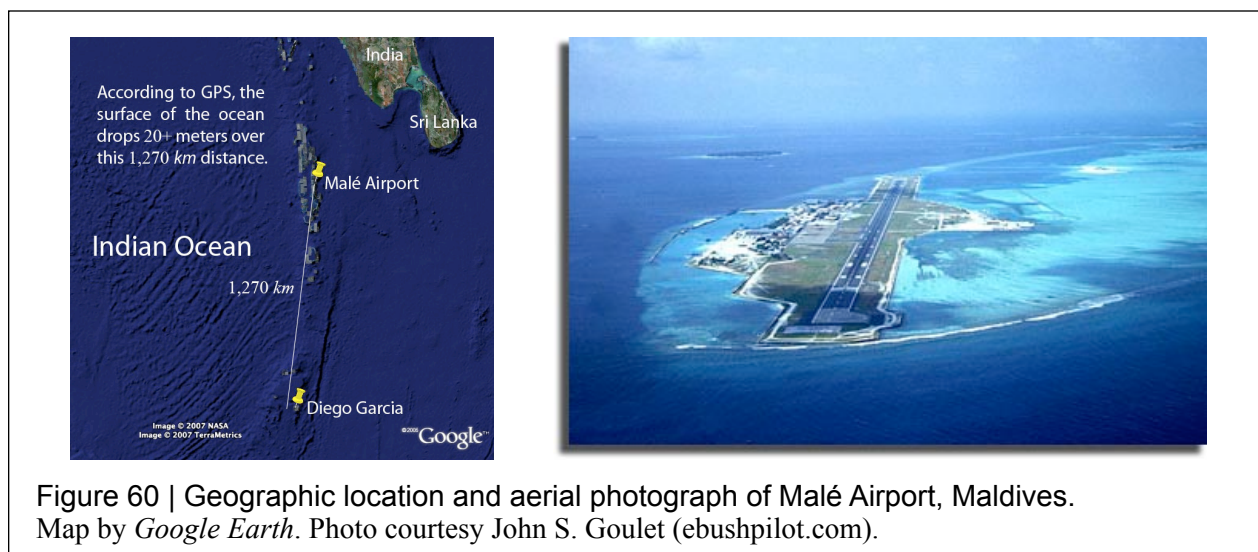 India
According to GPS, the
surface of the ocean
drops 20+ meters over
this 1,270 km distance.
Sri Lanka
Malé Airport
Indian Ocean
1,270 km
Diego Garcia
Image © 2007 NASA
Image © 2007 TerraMetrics
©2006 Google™
Figure 60 | Geographic location and aerial photograph of Malé Airport, Maldives.
Map by Google Earth. Photo courtesy John S. Goulet (ebushpilot.com).